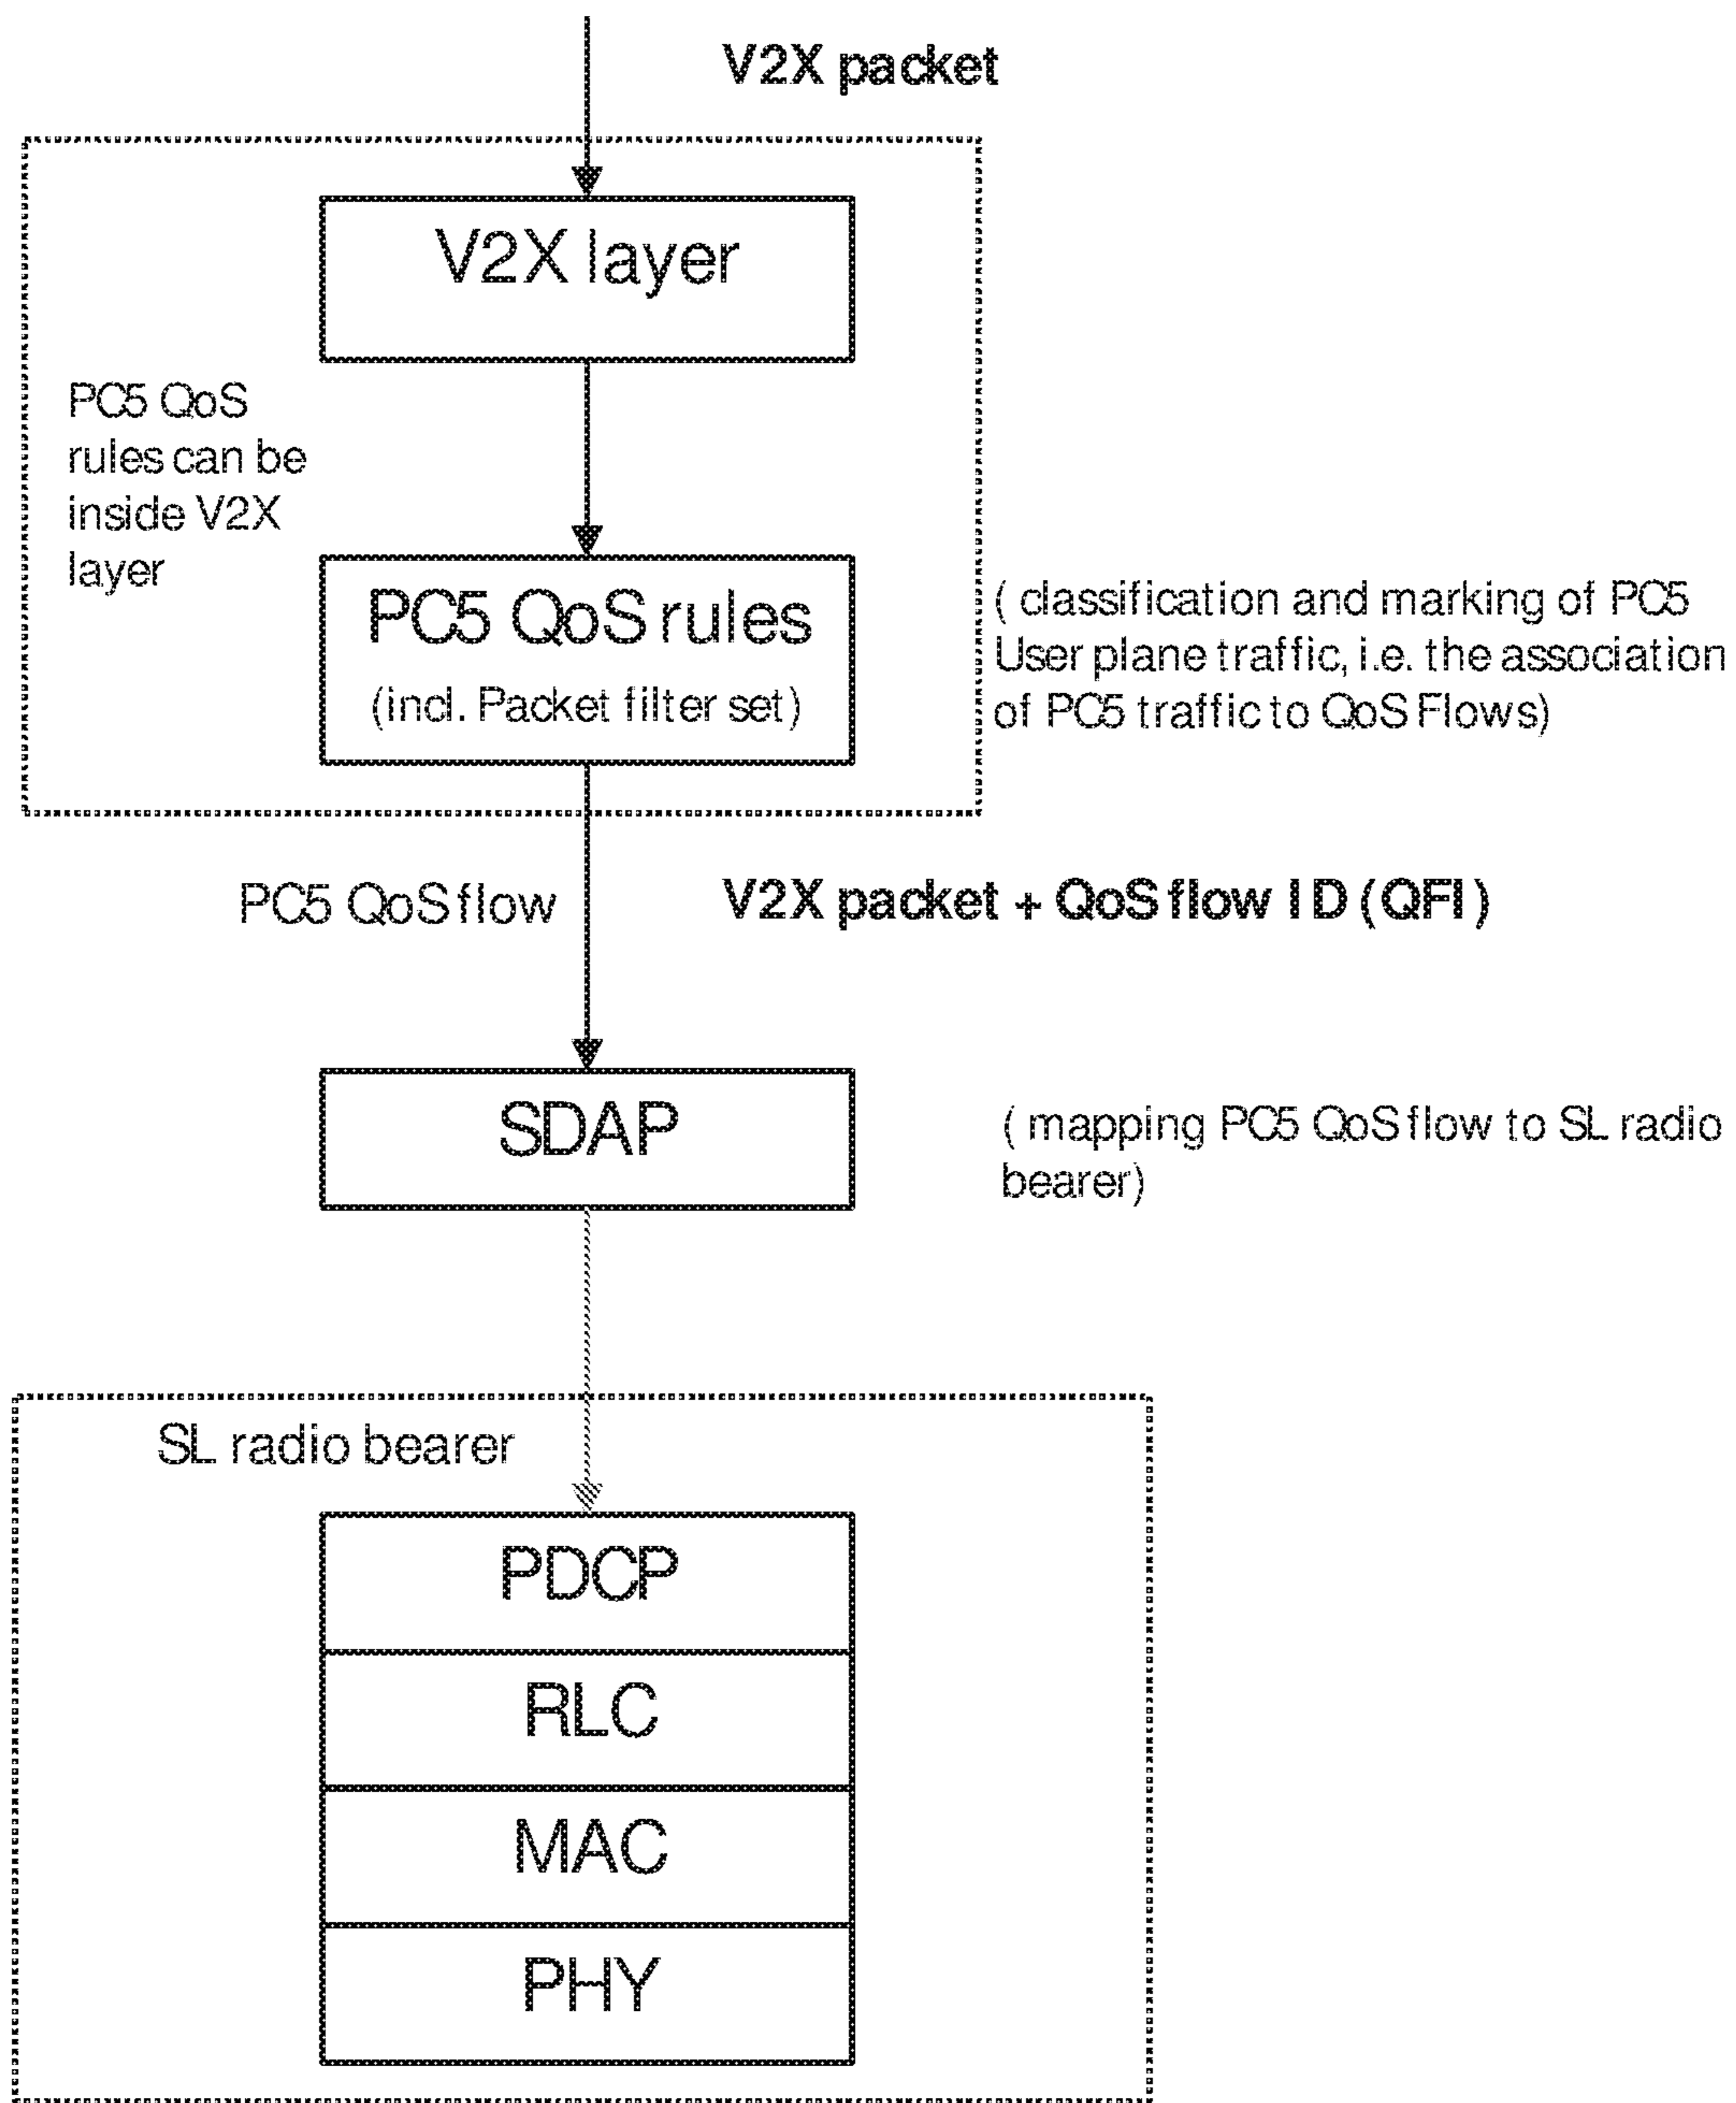 V2X packet
V2X layer
PC5 QoS
rules can be
inside V2X
layer
PC5 QoS rules
(incl. Packet filter set)
( classification and marking of PC5
User plane traffic, i.e. the association
of PC5 traffic to QoS Flows)
PC5 QoS flow
V2X packet + QoS flow ID (QFI)
SDAP
( mapping PC5 QoS flow to SL radio
bearer)
SL radio bearer
PDCP
RLC
MAC
PHY